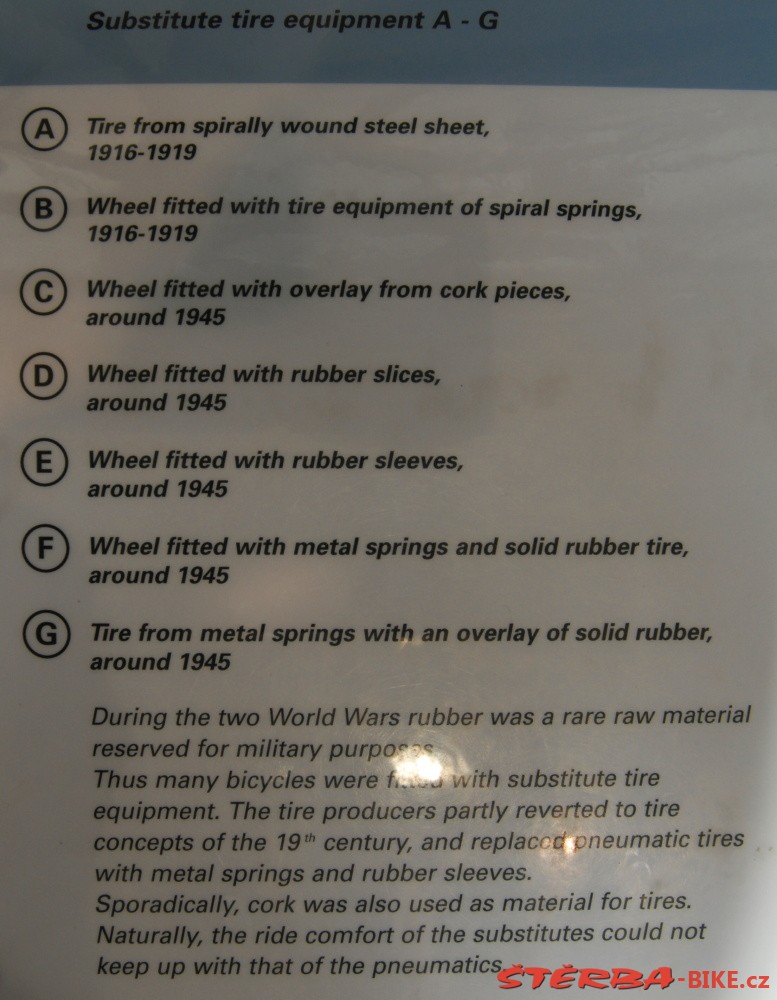 Substitute tire equipment A - G
A Tire from spirally wound steel sheet,
1916-1919
B Wheel fitted with tire equipment of spiral springs,
1916-1919
C Wheel fitted with overlay from cork pieces,
around 1945
D Wheel fitted with rubber slices,
around 1945
E Wheel fitted with rubber sleeves,
around 1945
F Wheel fitted with metal springs and solid rubber tire,
around 1945
G Tire from metal springs with an overlay of solid rubber,
around 1945
During the two World Wars rubber was a rare raw material
reserved for military purposes.
Thus many bicycles were fitted with substitute tire
equipment. The tire producers partly reverted to tire
concepts of the 19th century, and replaced pneumatic tires
with metal springs and rubber sleeves.
Sporadically, cork was also used as material for tires.
Naturally, the ride comfort of the substitutes could not
keep up with that of the pneumatics.
ŠTĚRBA-BIKE.cz